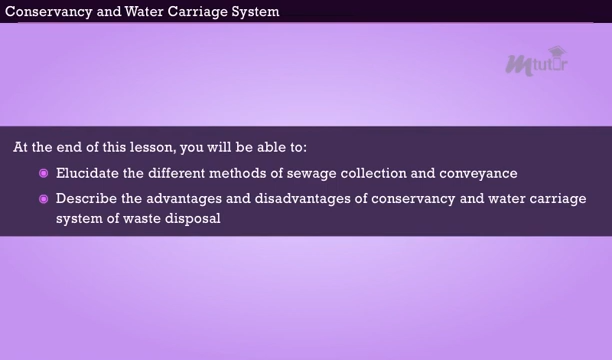 Conservancy and Water Carriage System
mtutor
At the end of this lesson, you will be able to:
Elucidate the different methods of sewage collection and conveyance
Describe the advantages and disadvantages of conservancy and water carriage
system of waste disposal